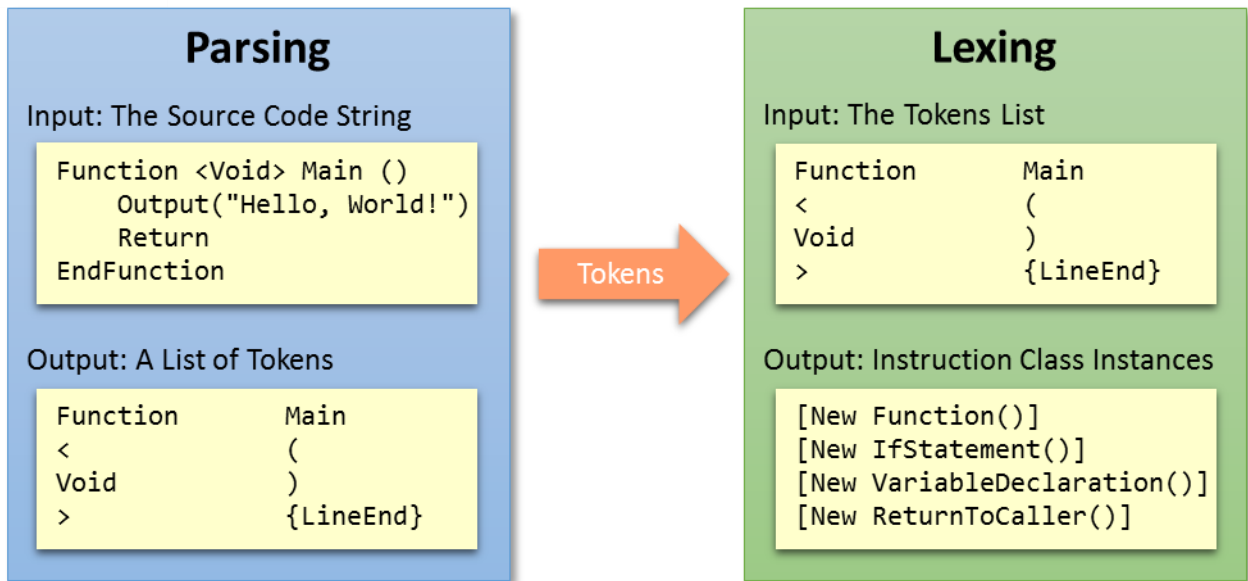 Parsing
Input: The Source Code String
Function <Void> Main ()
    Output("Hello, World!")
    Return
EndFunction
Output: A List of Tokens
Function Main
< (
Void )
> {LineEnd}
Tokens
Lexing
Input: The Tokens List
Function Main
< (
Void )
> {LineEnd}
Output: Instruction Class Instances
[New Function()]
[New IfStatement()]
[New VariableDeclaration()]
[New ReturnToCaller()]